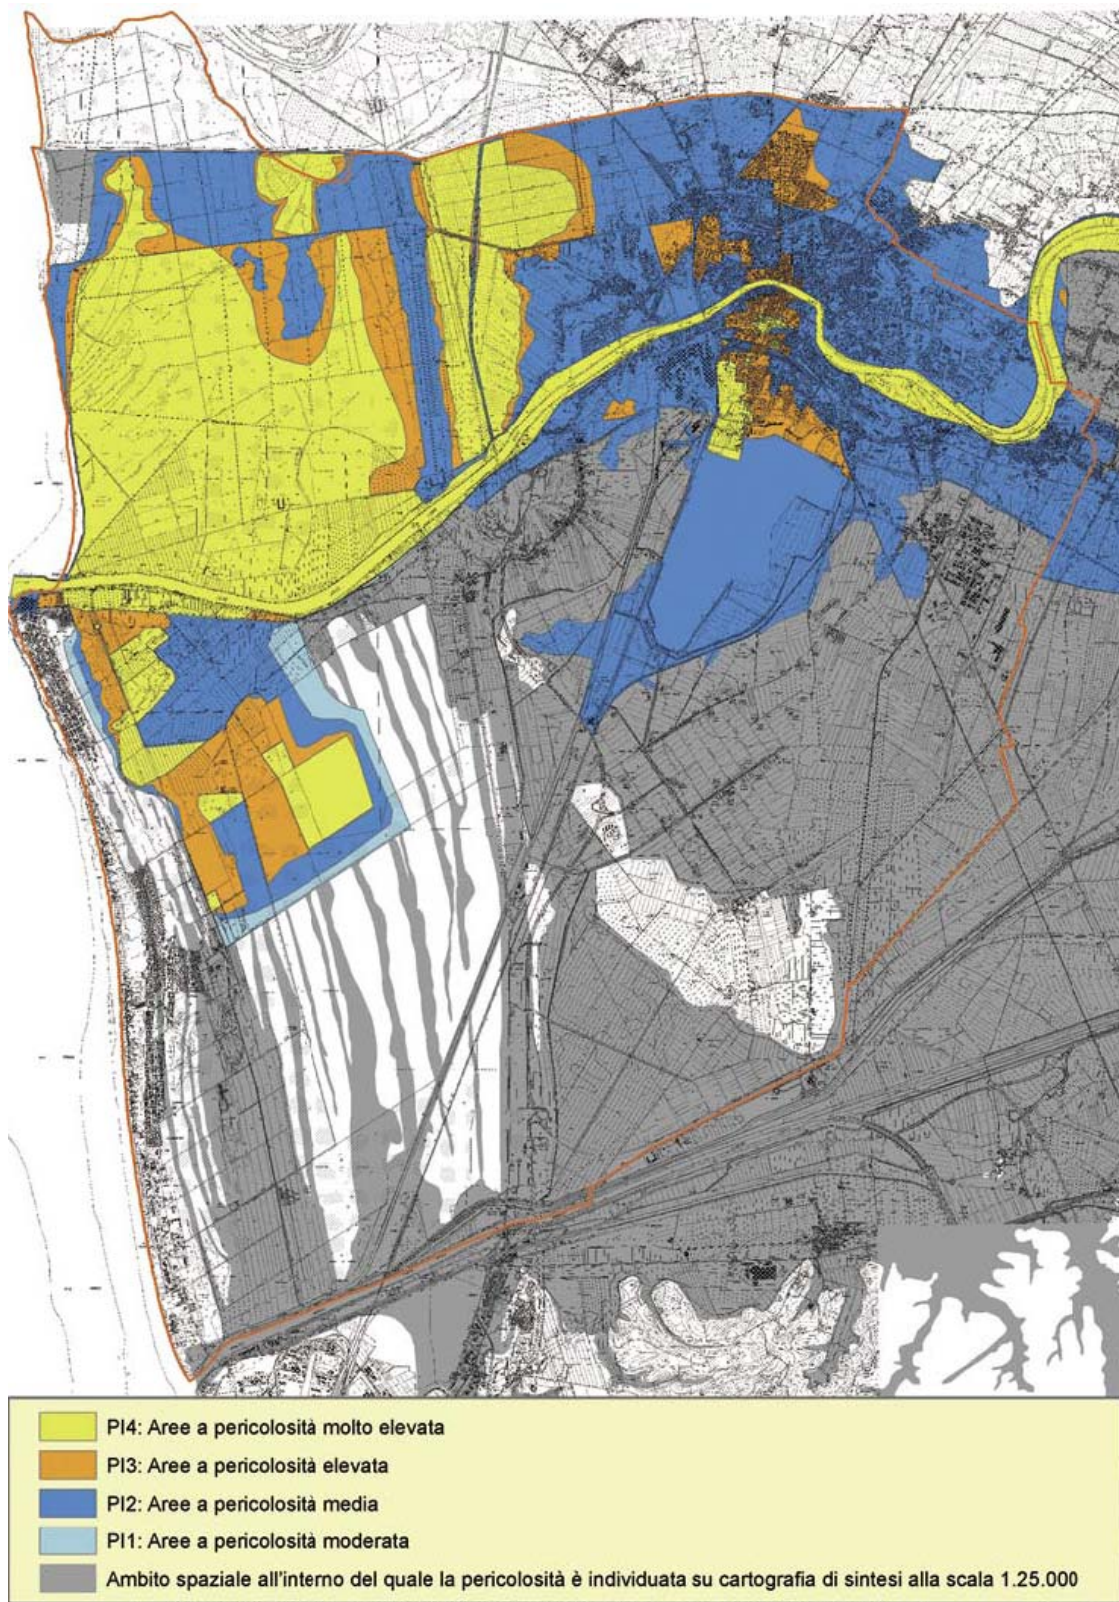 PI4: Aree a pericolosità molto elevata
PI3: Aree a pericolosità elevata
PI2: Aree a pericolosità media
PI1: Aree a pericolosità moderata
Ambito spaziale all'interno del quale la pericolosità è individuata su cartografia di sintesi alla scala 1.25.000